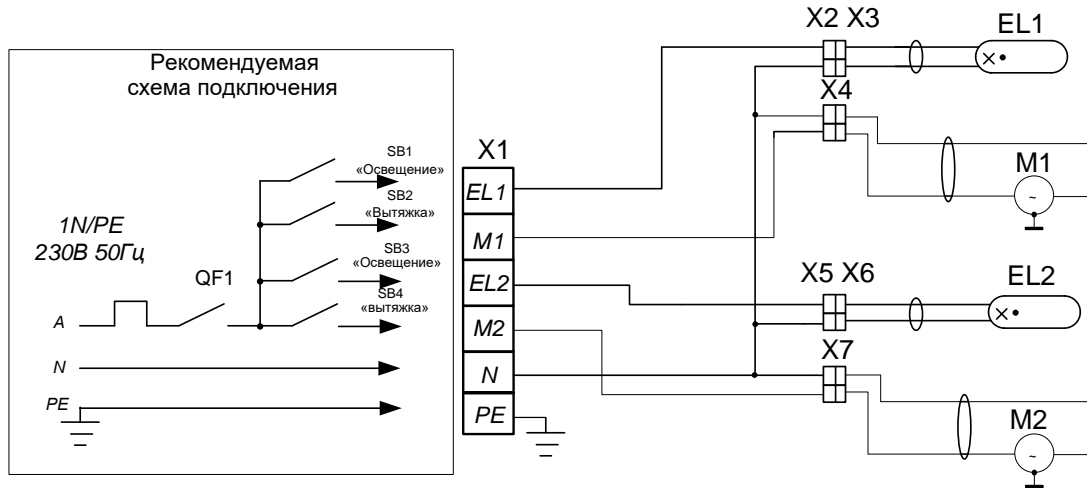 Рекомендуемая
схема подключения
SB1
«Освещение»
SB2
«Вытяжка»
SB3
«Освещение»
SB4
«вытяжка»
1N/PE
230В 50Гц
QF1
A
N
PE
X1
EL1
M1
EL2
M2
N
PE
X2 X3
EL1
X4
M1
~
X5 X6
EL2
X7
M2
~